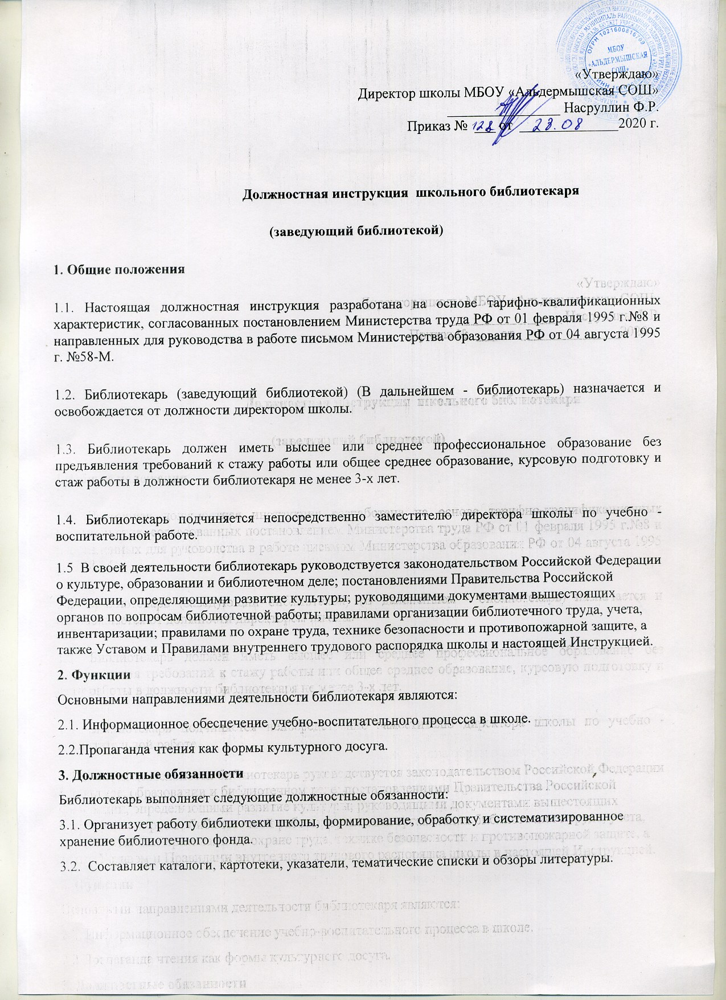 ОГРН 1021600816709
МБОУ
«АЛЬДЕРМЫШСКАЯ
СОШ»
«Утверждаю»
Директор школы МБОУ «Альдермышская СОШ»
Насруллин Ф.Р.
Приказ № 128 от 28.08 2020 г.
Должностная инструкция школьного библиотекаря
(заведующий библиотекой)
1. Общие положения
1.1. Настоящая должностная инструкция разработана на основе тарифно-квалификационных
характеристик, согласованных постановлением Министерства труда РФ от 01 февраля 1995 г.№8 и
направленных для руководства в работе письмом Министерства образования РФ от 04 августа 1995
г. №58-М.
1.2. Библиотекарь (заведующий библиотекой) (В дальнейшем - библиотекарь) назначается и
освобождается от должности директором школы.
1.3. Библиотекарь должен иметь высшее или среднее профессиональное образование без
предъявления требований к стажу работы или общее среднее образование, курсовую подготовку и
стаж работы в должности библиотекаря не менее 3-х лет.
1.4. Библиотекарь подчиняется непосредственно заместителю директора школы по учебно -
воспитательной работе.
1.5 В своей деятельности библиотекарь руководствуется законодательством Российской Федерации
о культуре, образовании и библиотечном деле; постановлениями Правительства Российской
Федерации, определяющими развитие культуры; руководящими документами вышестоящих
органов по вопросам библиотечной работы; правилами организации библиотечного труда, учета,
инвентаризации; правилами по охране труда, технике безопасности и противопожарной защите, а
также Уставом и Правилами внутреннего трудового распорядка школы и настоящей Инструкцией.
2. Функции
Основными направлениями деятельности библиотекаря являются:
2.1. Информационное обеспечение учебно-воспитательного процесса в школе.
2.2.Пропаганда чтения как формы культурного досуга.
3. Должностные обязанности
Библиотекарь выполняет следующие должностные обязанности:
3.1. Организует работу библиотеки школы, формирование, обработку и систематизированное
хранение библиотечного фонда.
3.2. Составляет каталоги, картотеки, указатели, тематические списки и обзоры литературы.